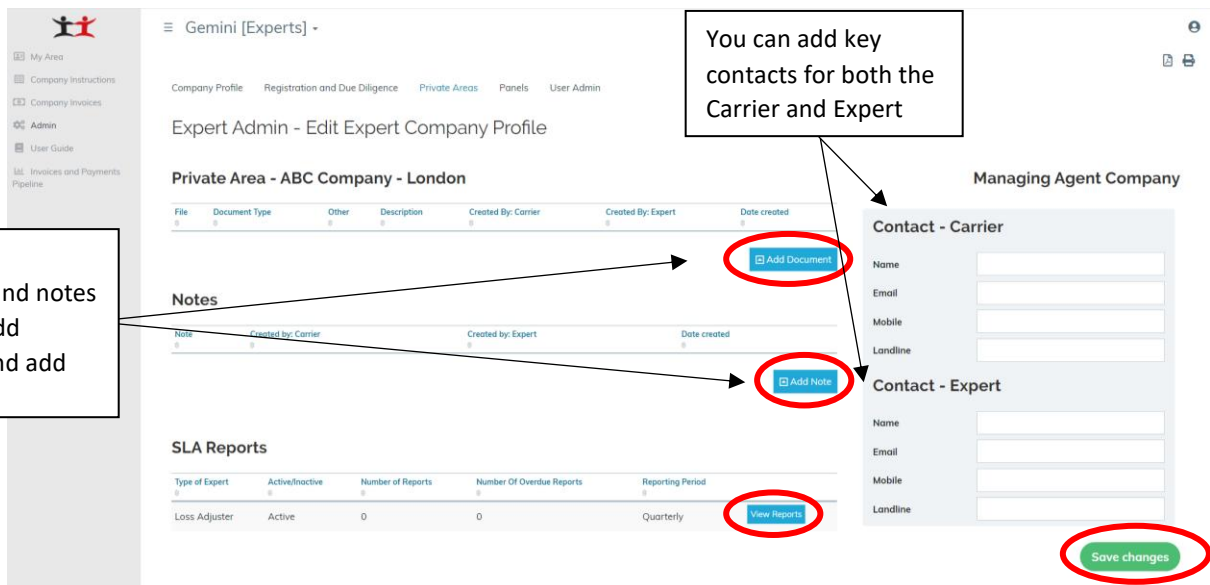 Gemini [Experts]
You can add key
contacts for both the
Carrier and Expert
My Area
Company Instructions
Company Invoices
Admin
User Guide
Invoices and Payments
Pipeline
Company Profile Registration and Due Diligence Private Areas Panels User Admin
Expert Admin - Edit Expert Company Profile
Private Area - ABC Company - London
File Document Type Other Description Created By: Carrier Created By: Expert Date created
Add Document
nd notes
dd
nd add
Notes
Note Created by: Carrier Created by: Expert Date created
Add Note
SLA Reports
Type of Expert Active/Inactive Number of Reports Number Of Overdue Reports Reporting Period
Loss Adjuster Active 0 0 Quarterly View Reports
Managing Agent Company
Contact - Carrier
Name
Email
Mobile
Landline
Contact - Expert
Name
Email
Mobile
Landline
Save changes